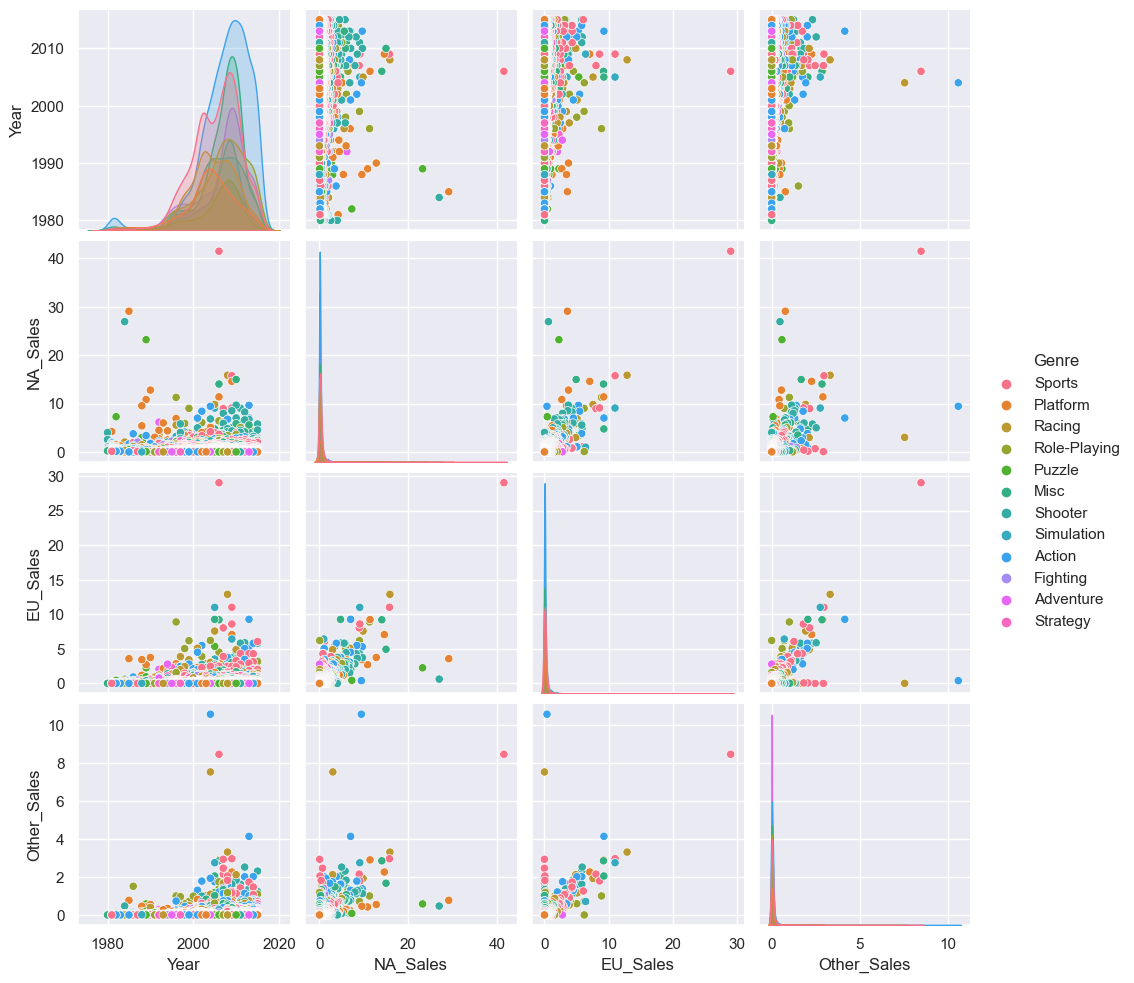 2010
2000
1990
1980
Year
40
30
20
10
0
NA_Sales
30
25
20
15
10
5
0
EU_Sales
10
8
6
4
2
0
Other_Sales
1980 2000 2020
Year
0 20 40
NA_Sales
0 10 20 30
EU_Sales
0 5 10
Other_Sales
Genre
Sports
Platform
Racing
Role-Playing
Puzzle
Misc
Shooter
Simulation
Action
Fighting
Adventure
Strategy